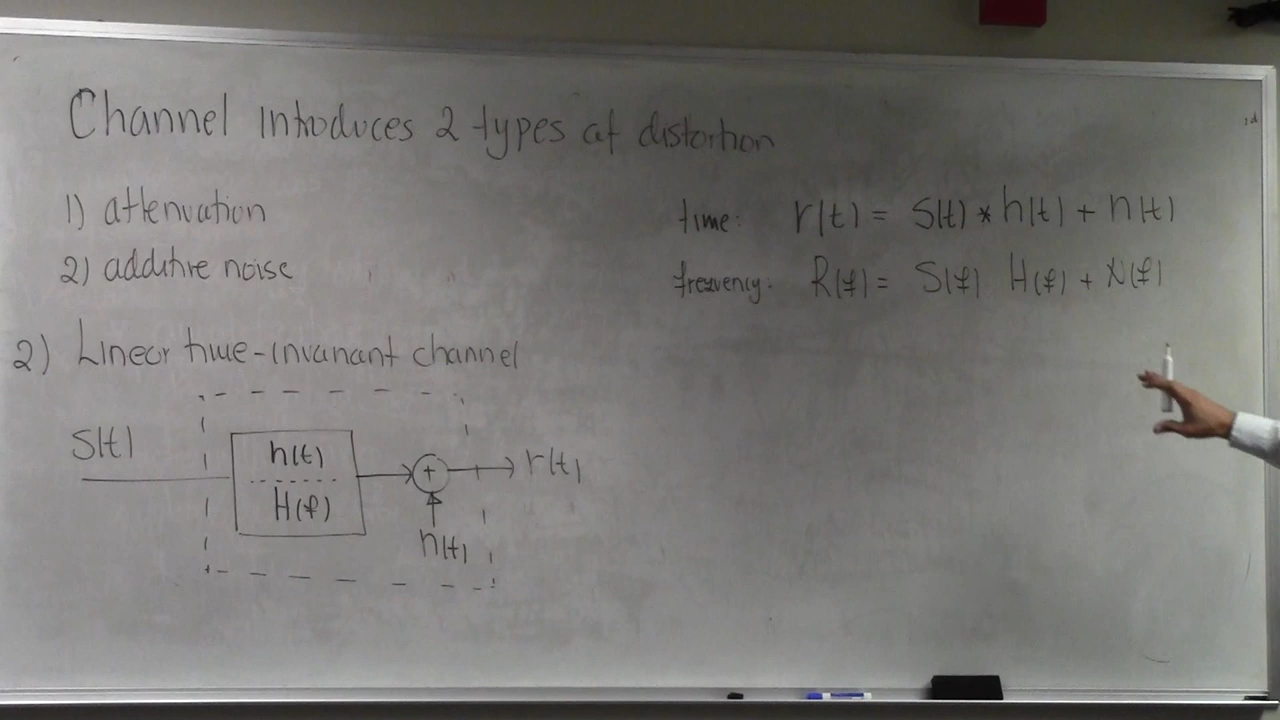 Channel introduces 2 types of distortion
1) attenuation
2) additive noise
time: r(t) = s(t) * h(t) + n(t)
frequency: R(f) = S(f) H(f) + N(f)
2) Linear time-invariant channel
s(t)
h(t)
H(f)
+
r(t)
n(t)